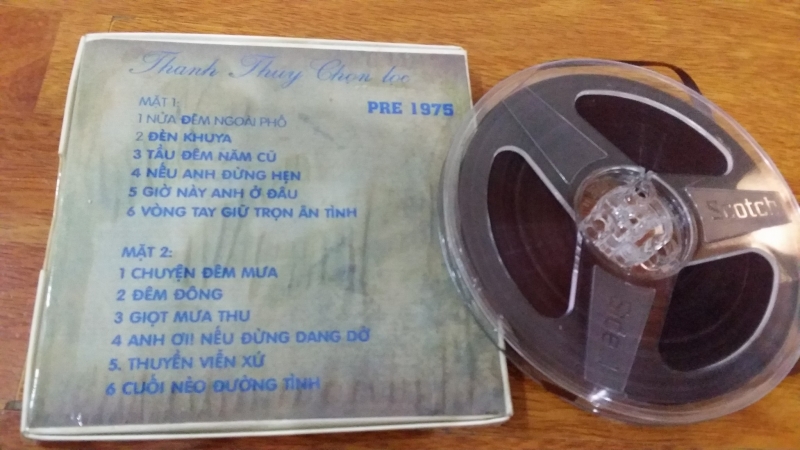 Thanh Thuy Chọn lọc
PRE 1975
MẶT 1:
1 NỬA ĐÊM NGOÀI PHỐ
2 ĐÈN KHUYA
3 TẦU ĐÊM NĂM CŨ
4 NẾU ANH ĐỪNG HẸN
5 GIỜ NÀY ANH Ở ĐÂU
6 VÒNG TAY GIỮ TRỌN ÂN TÌNH
MẶT 2:
1 CHUYỆN ĐÊM MƯA
2 ĐÊM ĐÔNG
3 GIỌT MƯA THU
4 ANH ƠI! NẾU ĐỪNG DANG DỞ
5. THUYỀN VIỄN XỨ
6 CUỐI NẺO ĐƯỜNG TÌNH
Scotch